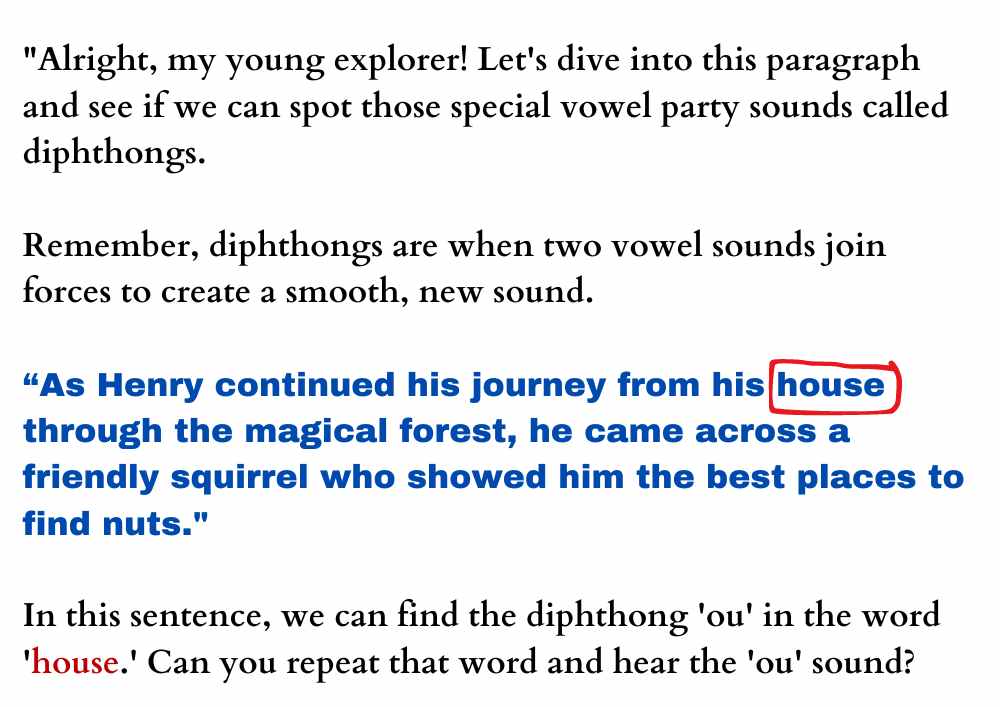 "Alright, my young explorer! Let's dive into this paragraph
and see if we can spot those special vowel party sounds called
diphthongs.
Remember, diphthongs are when two vowel sounds join
forces to create a smooth, new sound.
“As Henry continued his journey from his house
through the magical forest, he came across a
friendly squirrel who showed him the best places to
find nuts."
In this sentence, we can find the diphthong 'ou' in the word
'house.' Can you repeat that word and hear the 'ou' sound?